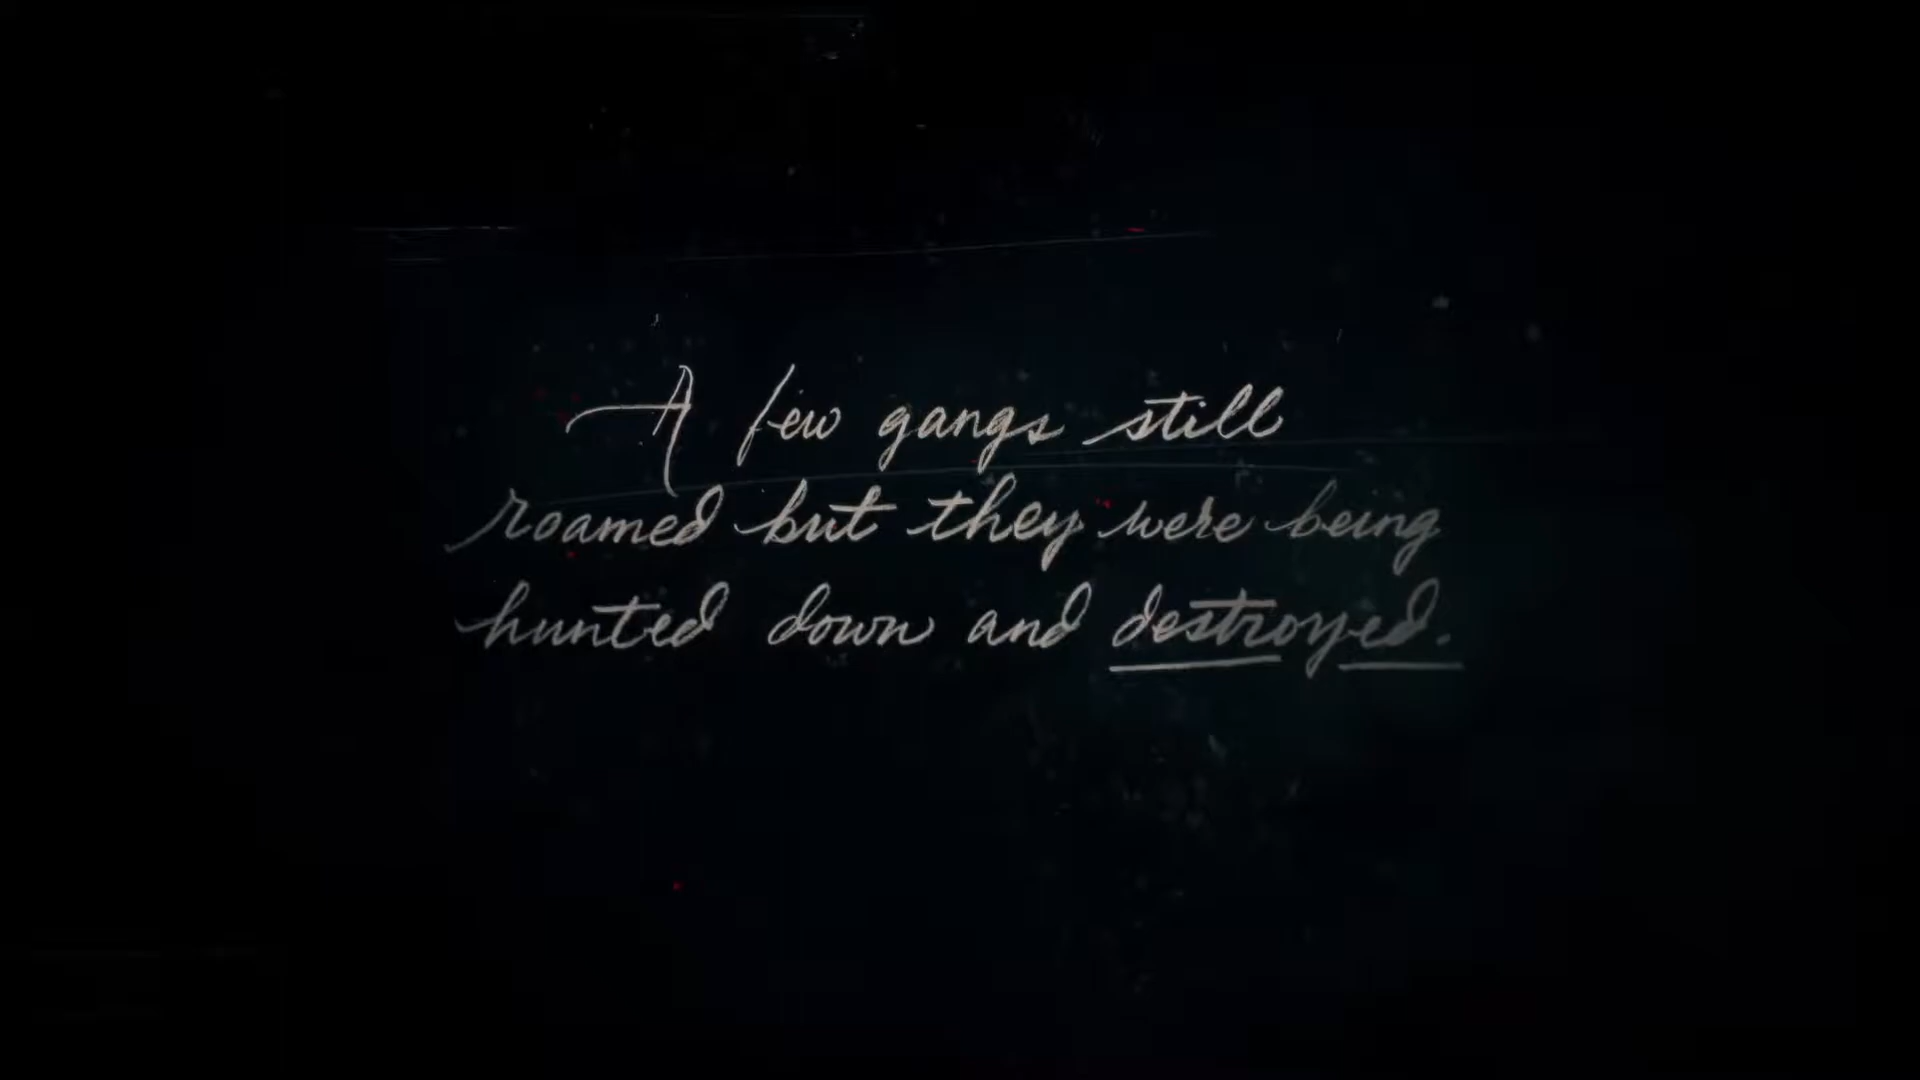 A few gangs still
roamed but they were being
hunted down and destroyed.